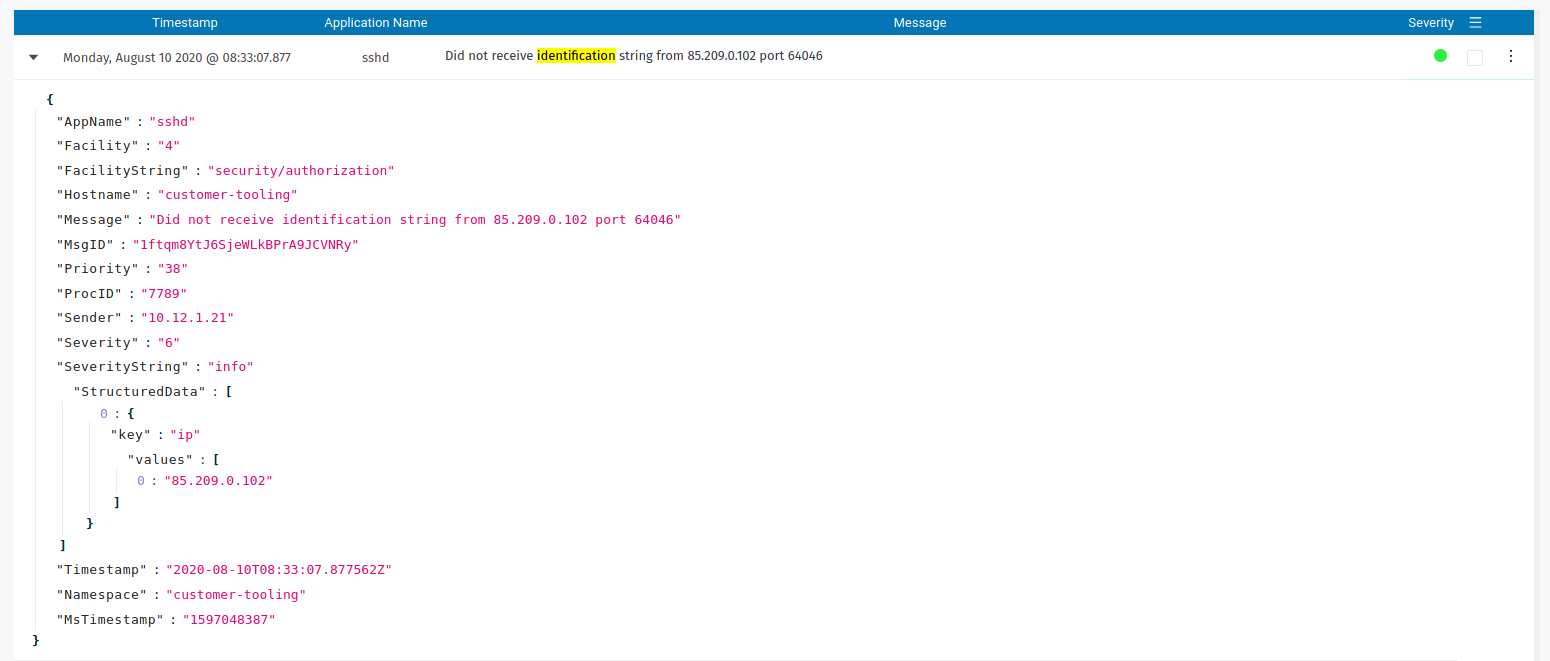 Timestamp Application Name Message Severity
Monday, August 10 2020 @ 08:33:07.877 sshd Did not receive identification string from 85.209.0.102 port 64046
{
"AppName" : "sshd"
"Facility" : "4"
"FacilityString" : "security/authorization"
"Hostname" : "customer-tooling"
"Message" : "Did not receive identification string from 85.209.0.102 port 64046"
"MsgID" : "1ftqm8YtJ6SjeWLkBPrA9JCVNRy"
"Priority" : "38"
"ProcID" : "7789"
"Sender" : "10.12.1.21"
"Severity" : "6"
"SeverityString" : "info"
"StructuredData" : [
0 : {
"key" : "ip"
"values" : [
0 : "85.209.0.102"
]
}
]
"Timestamp" : "2020-08-10T08:33:07.877562Z"
"Namespace" : "customer-tooling"
"MsTimestamp" : "1597048387"
}